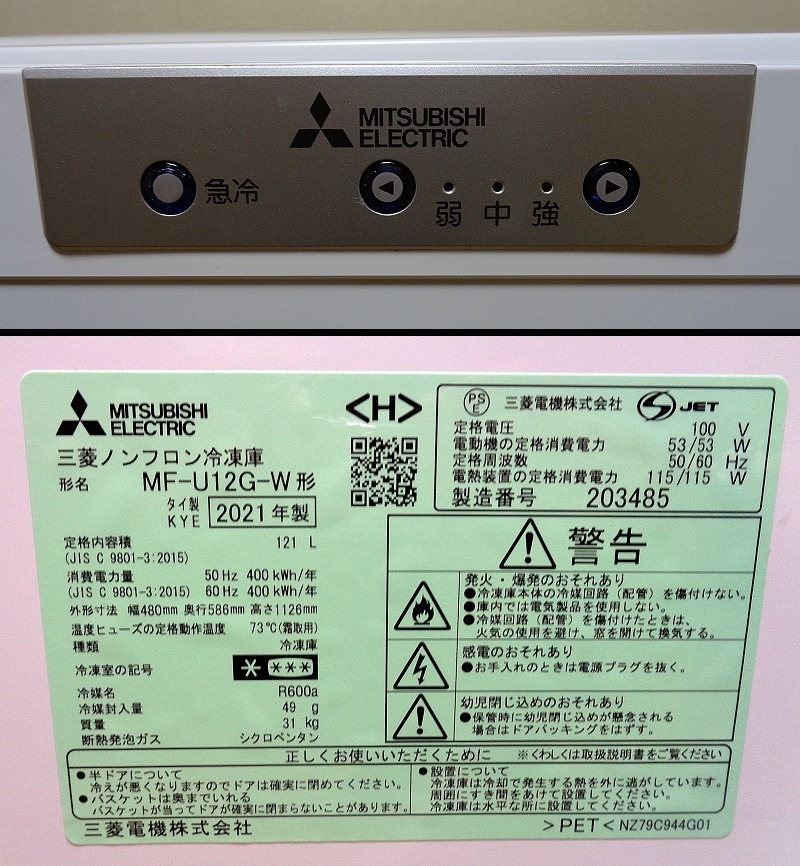 MITSUBISHI
ELECTRIC
急冷
弱 中 強
MITSUBISHI
ELECTRIC
三菱ノンフロン冷凍庫
形名 MF-U12G-W形
タイ製
KYE
2021年製
定格内容積 121 L
(JIS C 9801-3:2015)
消費電力量 50Hz 400kWh/年
(JIS C 9801-3:2015) 60Hz 400kWh/年
外形寸法 幅480mm 奥行586mm 高さ1126mm
温度ヒューズの定格動作温度 73℃(霜取用)
種類 冷凍庫
冷凍室の記号
冷媒名 R600a
冷媒封入量 49 g
質量 31 kg
断熱発泡ガス シクロペンタン
<H>
PS
E
三菱電機株式会社
JET
定格電圧 100 V
電動機の定格消費電力 53/53 W
定格周波数 50/60 Hz
電熱装置の定格消費電力 115/115 W
製造番号 203485
警告
発火・爆発のおそれあり
●冷凍庫本体の冷媒回路(配管)を傷付けない。
●庫内では電気製品を使用しない。
●冷媒回路(配管)を傷付けたときは、
火気の使用を避け、窓を開けて換気する。
感電のおそれあり
●お手入れのときは電源プラグを抜く。
幼児閉じ込めのおそれあり
●保管時に幼児閉じ込めが懸念される
場合はドアパッキングをはずす。
正しくお使いいただくために ※くわしくは取扱説明書をご覧ください
●半ドアについて
冷えが悪くなりますのでドアは確実に閉めてください。
●バスケットは奥までいれる
バスケットが当ってドアが確実に閉まらないことがあります。
●設置について
冷凍庫は冷却で発生する熱を外に逃がしています。
周囲にすき間をあけて設置してください。
冷凍庫は水平な所に設置してください。
三菱電機株式会社
>PET< NZ79C944G01